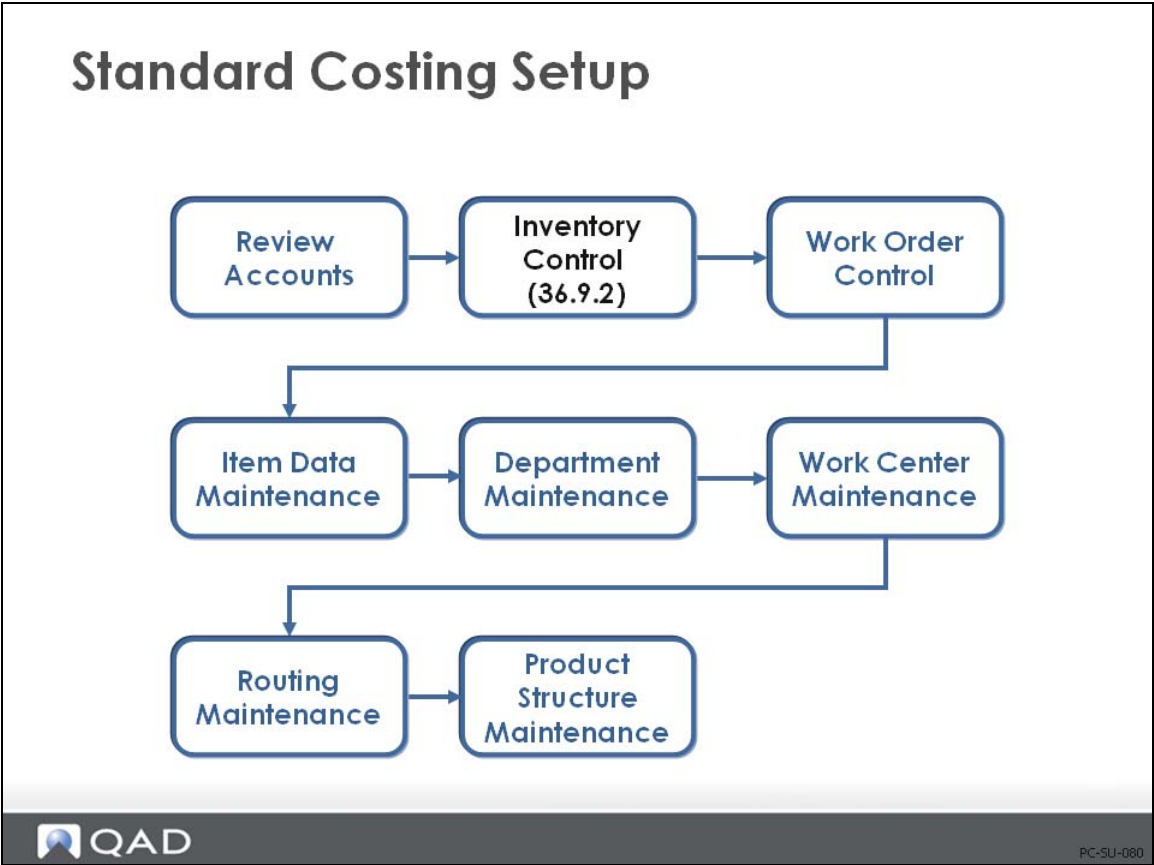 Standard Costing Setup
Review
Accounts
Inventory
Control
(36.9.2)
Work Order
Control
Item Data
Maintenance
Department
Maintenance
Work Center
Maintenance
Routing
Maintenance
Product
Structure
Maintenance
QAD
PC-SU-080